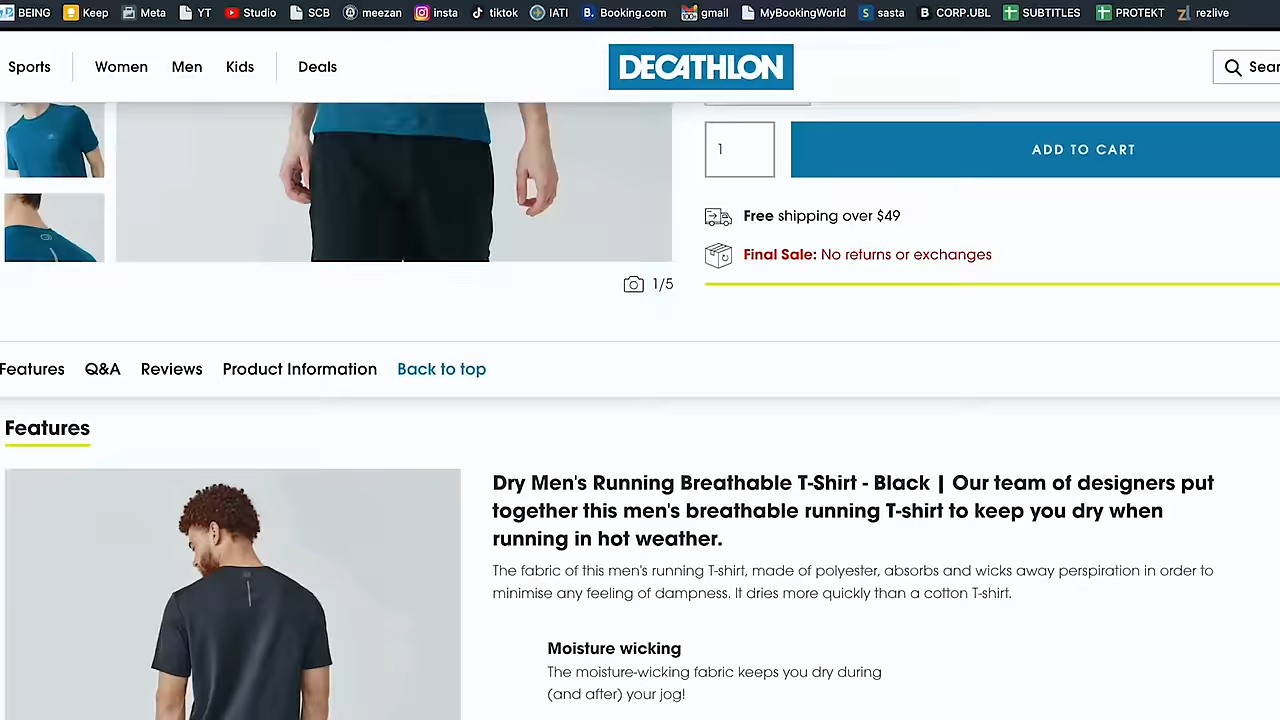 BEING Keep Meta YT Studio SCB meezan insta tiktok IATI B. Booking.com gmail MyBookingWorld S sasta B CORP.UBL SUBTITLES PROTEKT rezlive
Sports Women Men Kids Deals DECATHLON Sear
1 ADD TO CART
Free shipping over $49
Final Sale: No returns or exchanges
1/5
Features Q&A Reviews Product Information Back to top
Features
Dry Men's Running Breathable T-Shirt - Black | Our team of designers put
together this men's breathable running T-shirt to keep you dry when
running in hot weather.
The fabric of this men's running T-shirt, made of polyester, absorbs and wicks away perspiration in order to
minimise any feeling of dampness. It dries more quickly than a cotton T-shirt.
Moisture wicking
The moisture-wicking fabric keeps you dry during
(and after) your jog!